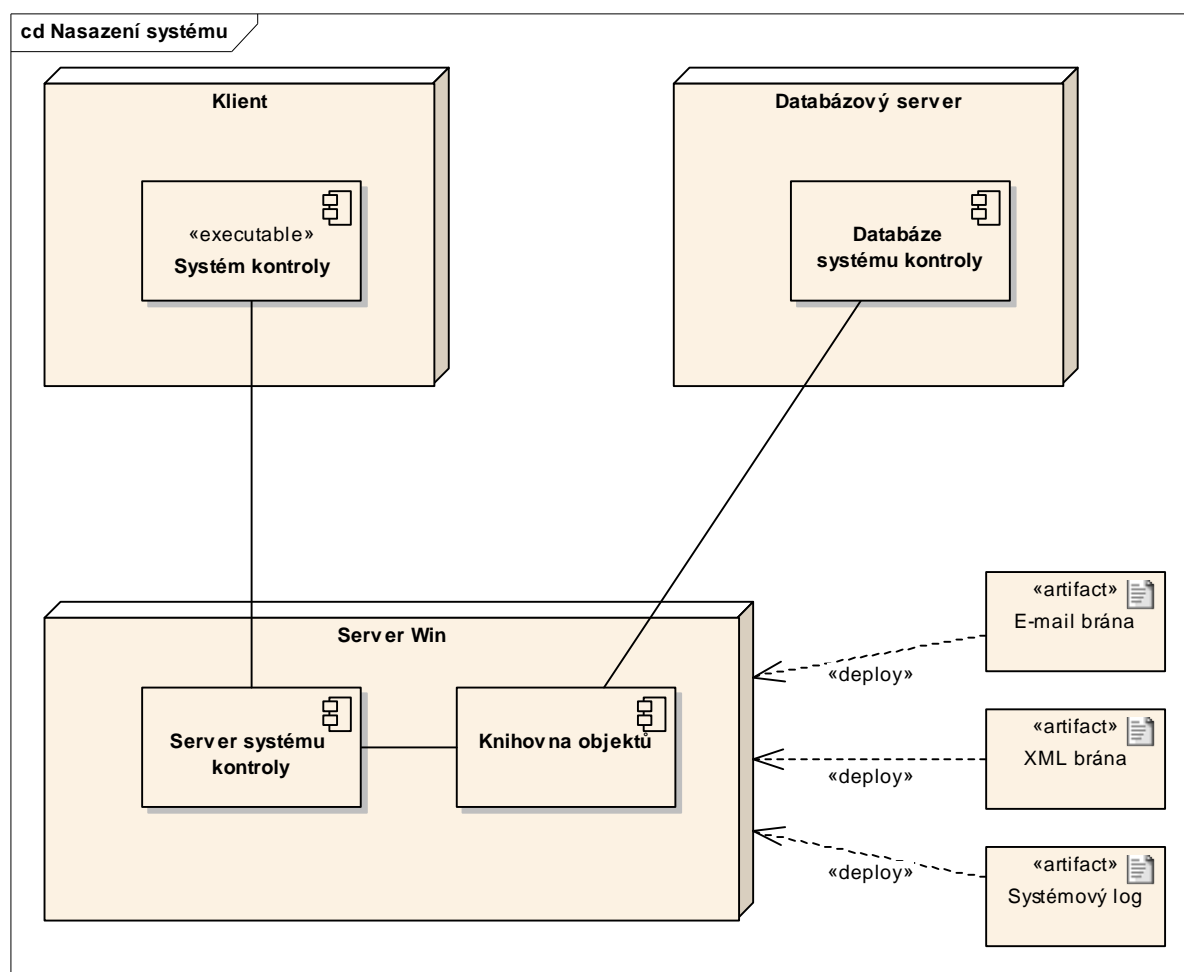 cd Nasazení systému
Klient
Databázový server
«executable»
Systém kontroly
Databáze
systému kontroly
Server Win
Server systému
kontroly
Knihovna objektů
«artifact»
E-mail brána
«deploy»
«artifact»
XML brána
«deploy»
«artifact»
Systémový log
«deploy»